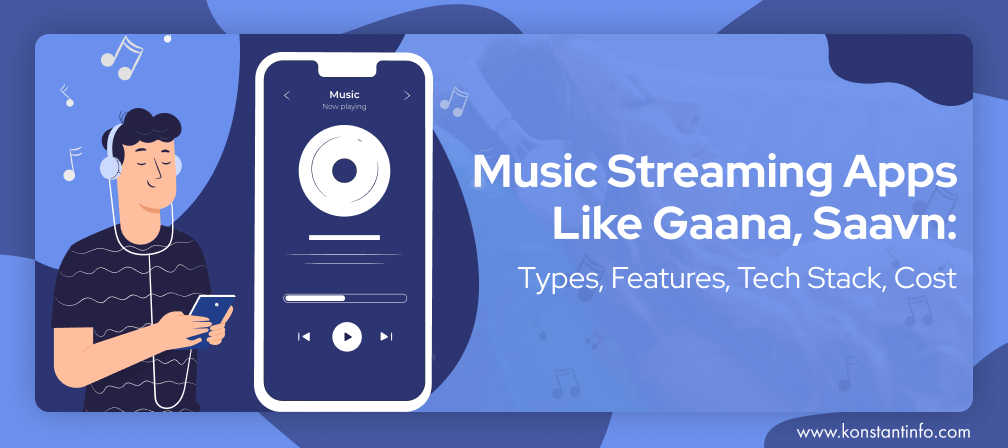 Music
Now playing
Music Streaming Apps
Like Gaana, Saavn:
Types, Features, Tech Stack, Cost
www.konstantinfo.com